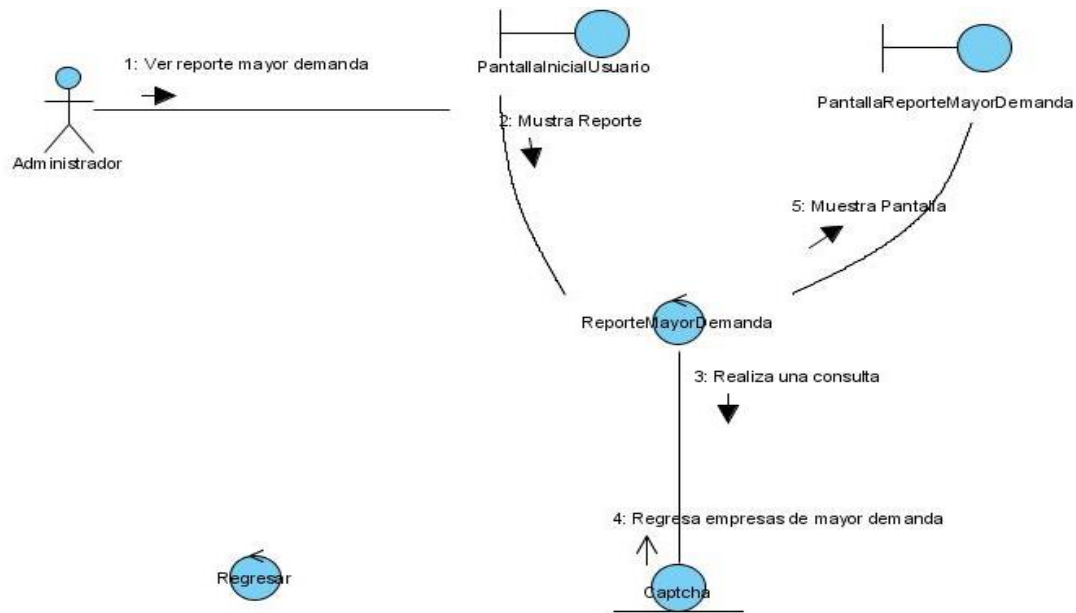 1: Ver reporte mayor demanda
PantallaInicialUsuario
PantallaReporteMayorDemanda
2: Mustra Reporte
Administrador
5: Muestra Pantalla
ReporteMayorDemanda
3: Realiza una consulta
4: Regresa empresas de mayor demanda
Regresar
Captcha